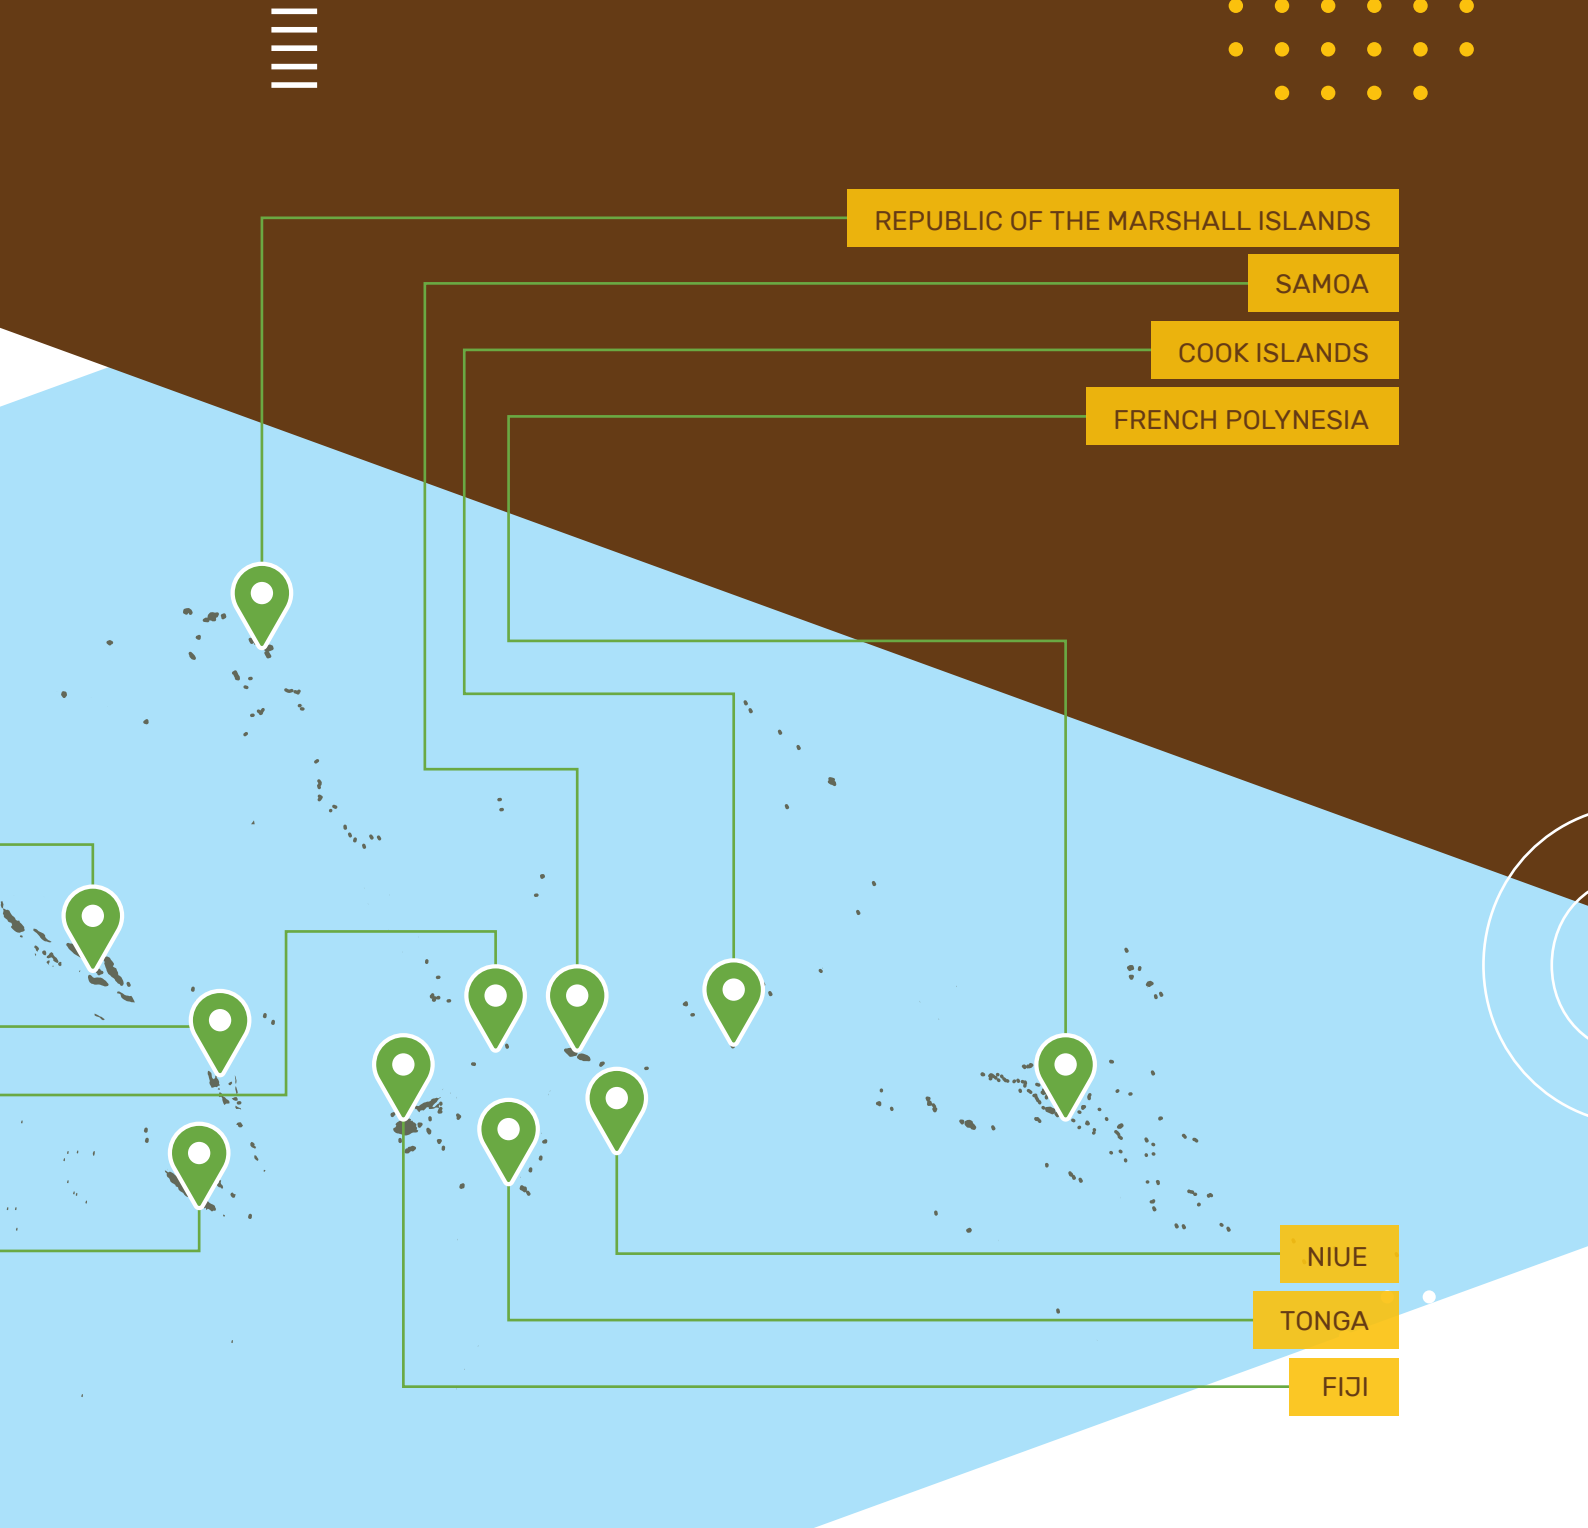 REPUBLIC OF THE MARSHALL ISLANDS
SAMOA
COOK ISLANDS
FRENCH POLYNESIA
NIUE
TONGA
FIJI